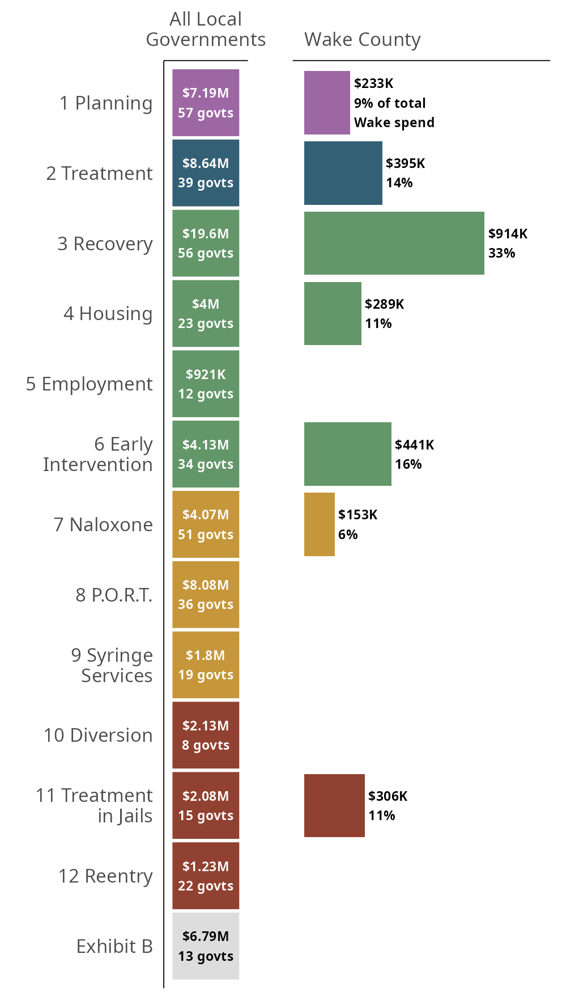 All Local
Governments
Wake County
1 Planning
$7.19M
57 govts
$233K
9% of total
Wake spend
2 Treatment
$8.64M
39 govts
$395K
14%
3 Recovery
$19.6M
56 govts
$914K
33%
4 Housing
$4M
23 govts
$289K
11%
5 Employment
$921K
12 govts
6 Early
Intervention
$4.13M
34 govts
$441K
16%
7 Naloxone
$4.07M
51 govts
$153K
6%
8 P.O.R.T.
$8.08M
36 govts
9 Syringe
Services
$1.8M
19 govts
10 Diversion
$2.13M
8 govts
11 Treatment
in Jails
$2.08M
15 govts
$306K
11%
12 Reentry
$1.23M
22 govts
Exhibit B
$6.79M
13 govts